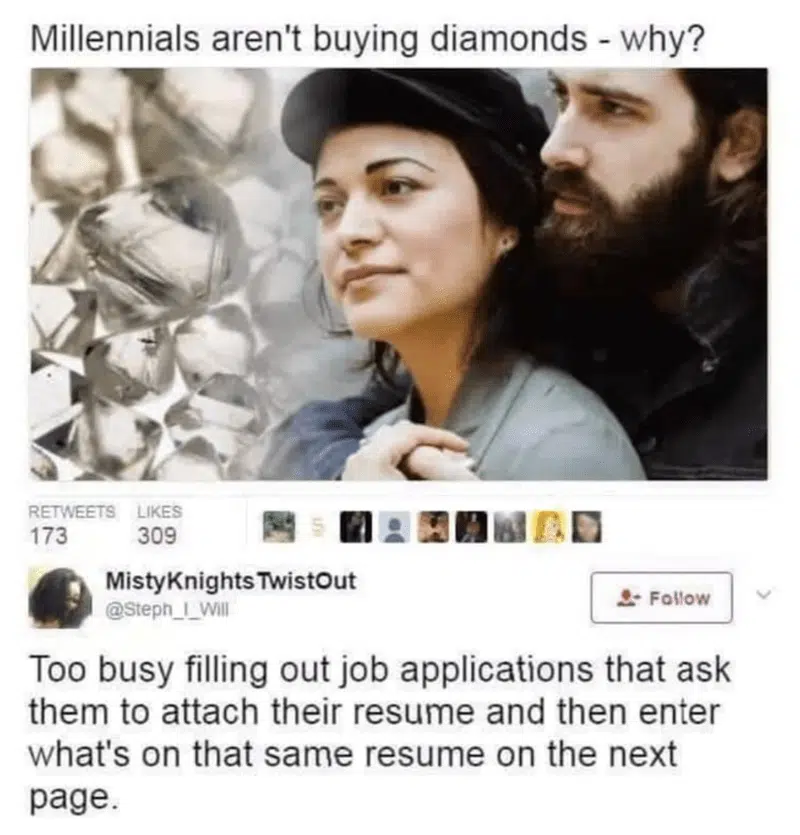 Millennials aren't buying diamonds - why?
RETWEETS LIKES
173 309
MistyKnightsTwistOut
@Steph_I_Will
Follow
Too busy filling out job applications that ask
them to attach their resume and then enter
what's on that same resume on the next
page.